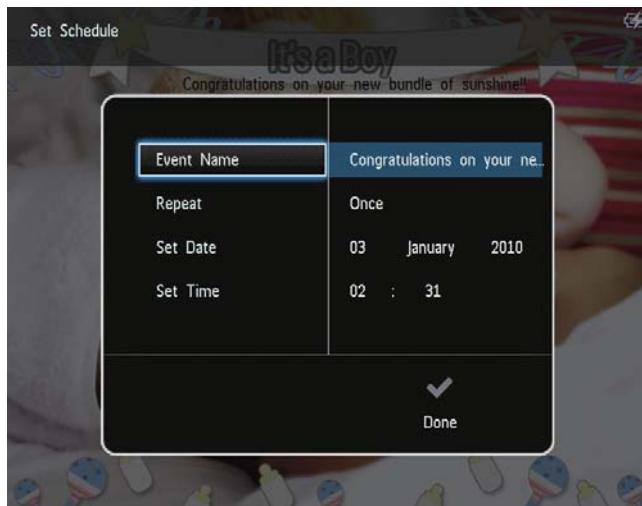 Set Schedule
It's a Boy
Congratulations on your new bundle of sunshine!!
Event Name Congratulations on your ne...
Repeat Once
Set Date 03 January 2010
Set Time 02 : 31
Done